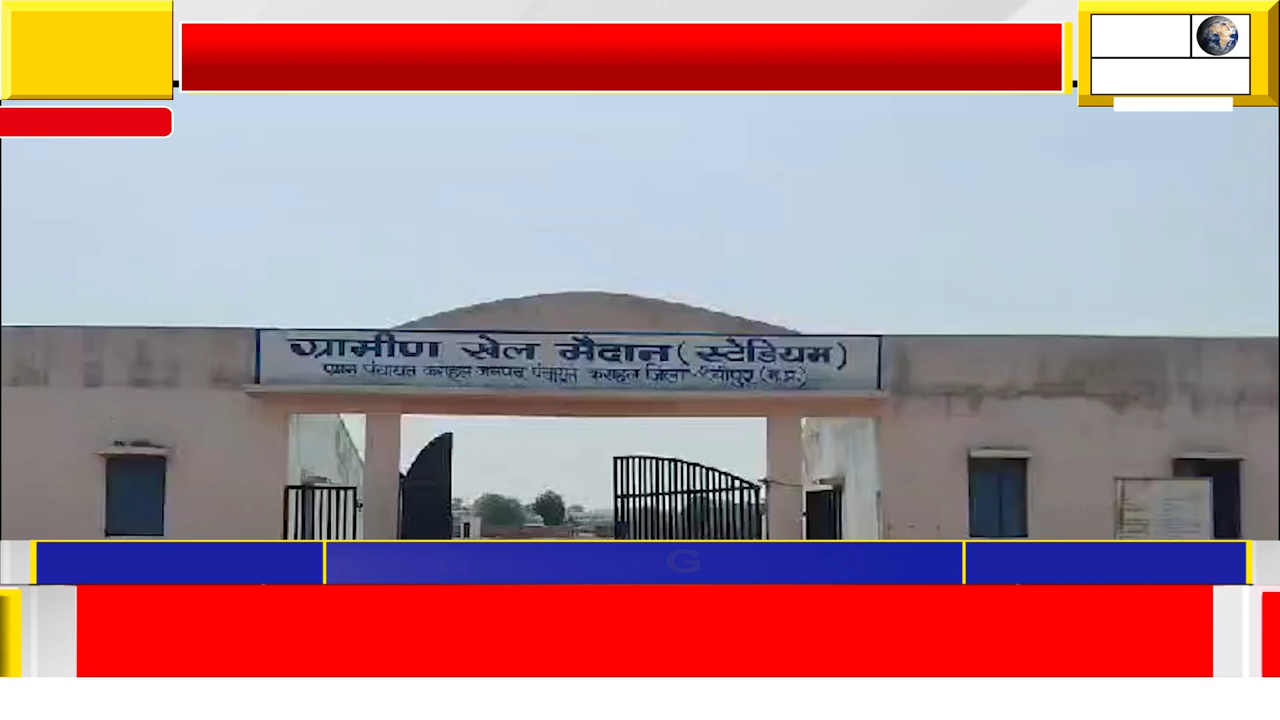 ग्रामीण खेल मैदान (स्टेडियम)
ग्राम पंचायत कराहल जनपद पंचायत कराहल जिला श्योपुर (म.प्र.)
G